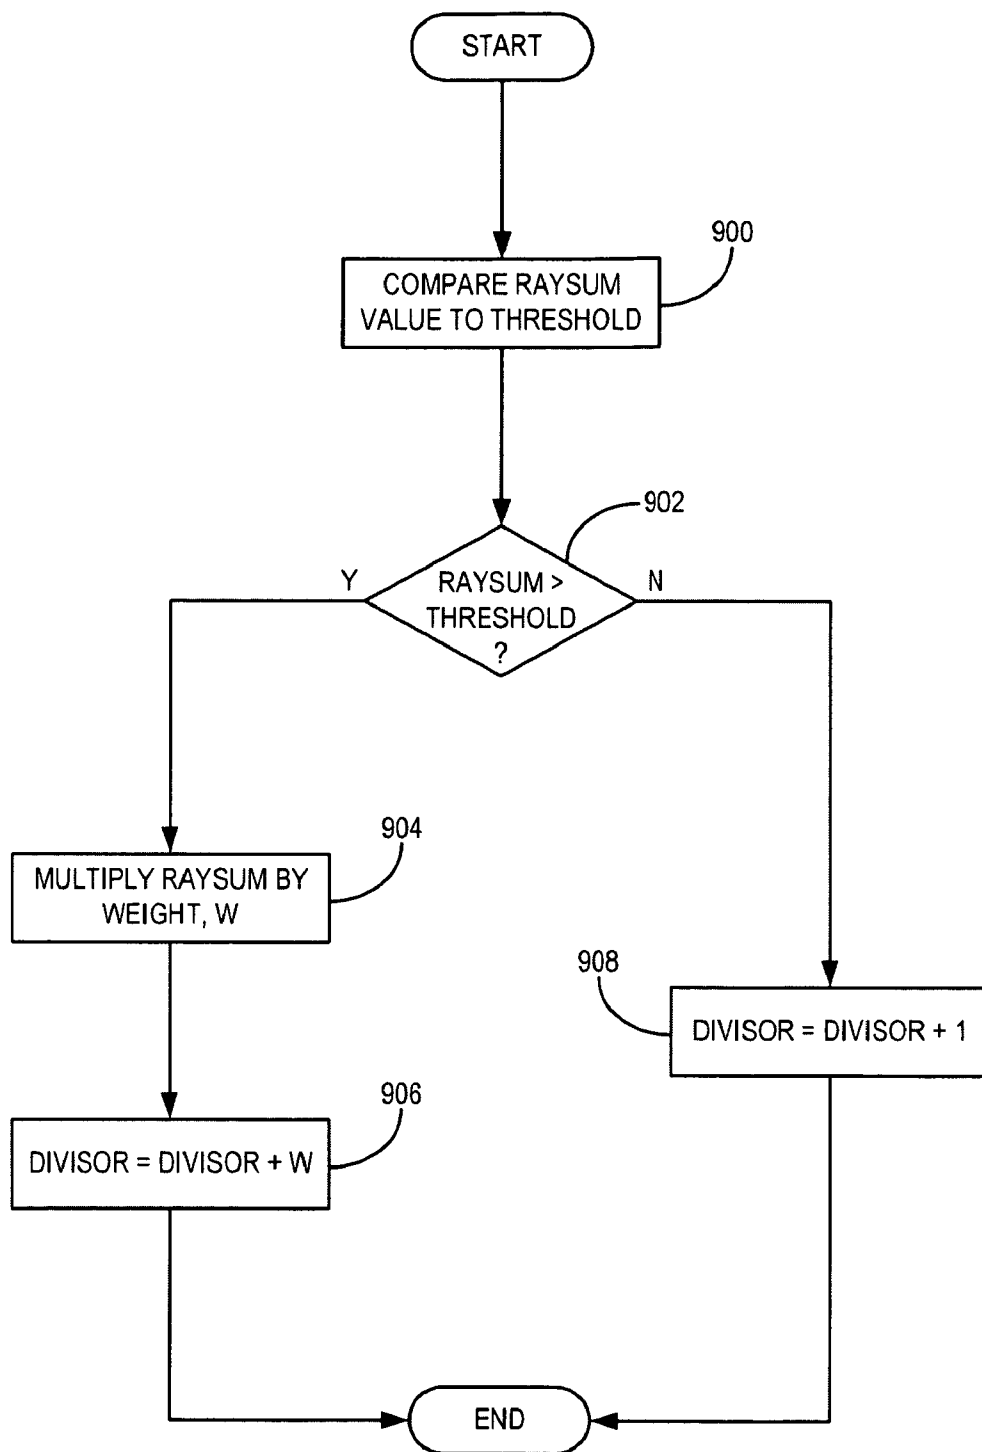 START
900
COMPARE RAYSUM
VALUE TO THRESHOLD
902
Y
RAYSUM >
THRESHOLD
?
N
904
MULTIPLY RAYSUM BY
WEIGHT, W
908
DIVISOR = DIVISOR + 1
906
DIVISOR = DIVISOR + W
END